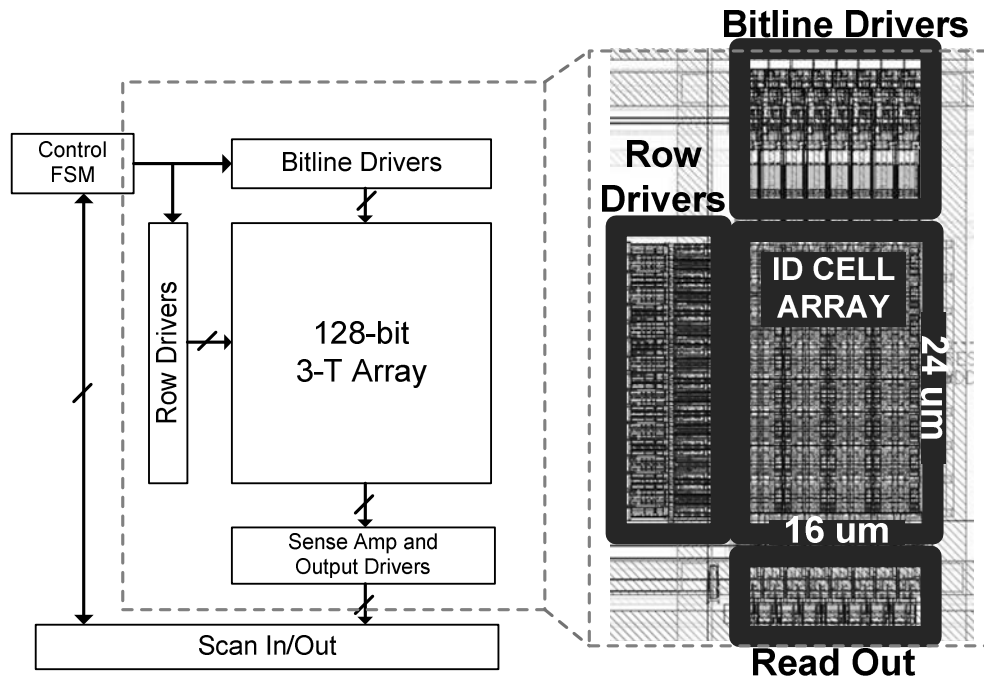 Control
FSM
Bitline Drivers
Row Drivers
128-bit
3-T Array
Sense Amp and
Output Drivers
Scan In/Out
Bitline Drivers
Row
Drivers
ID CELL
ARRAY
24 um
16 um
Read Out